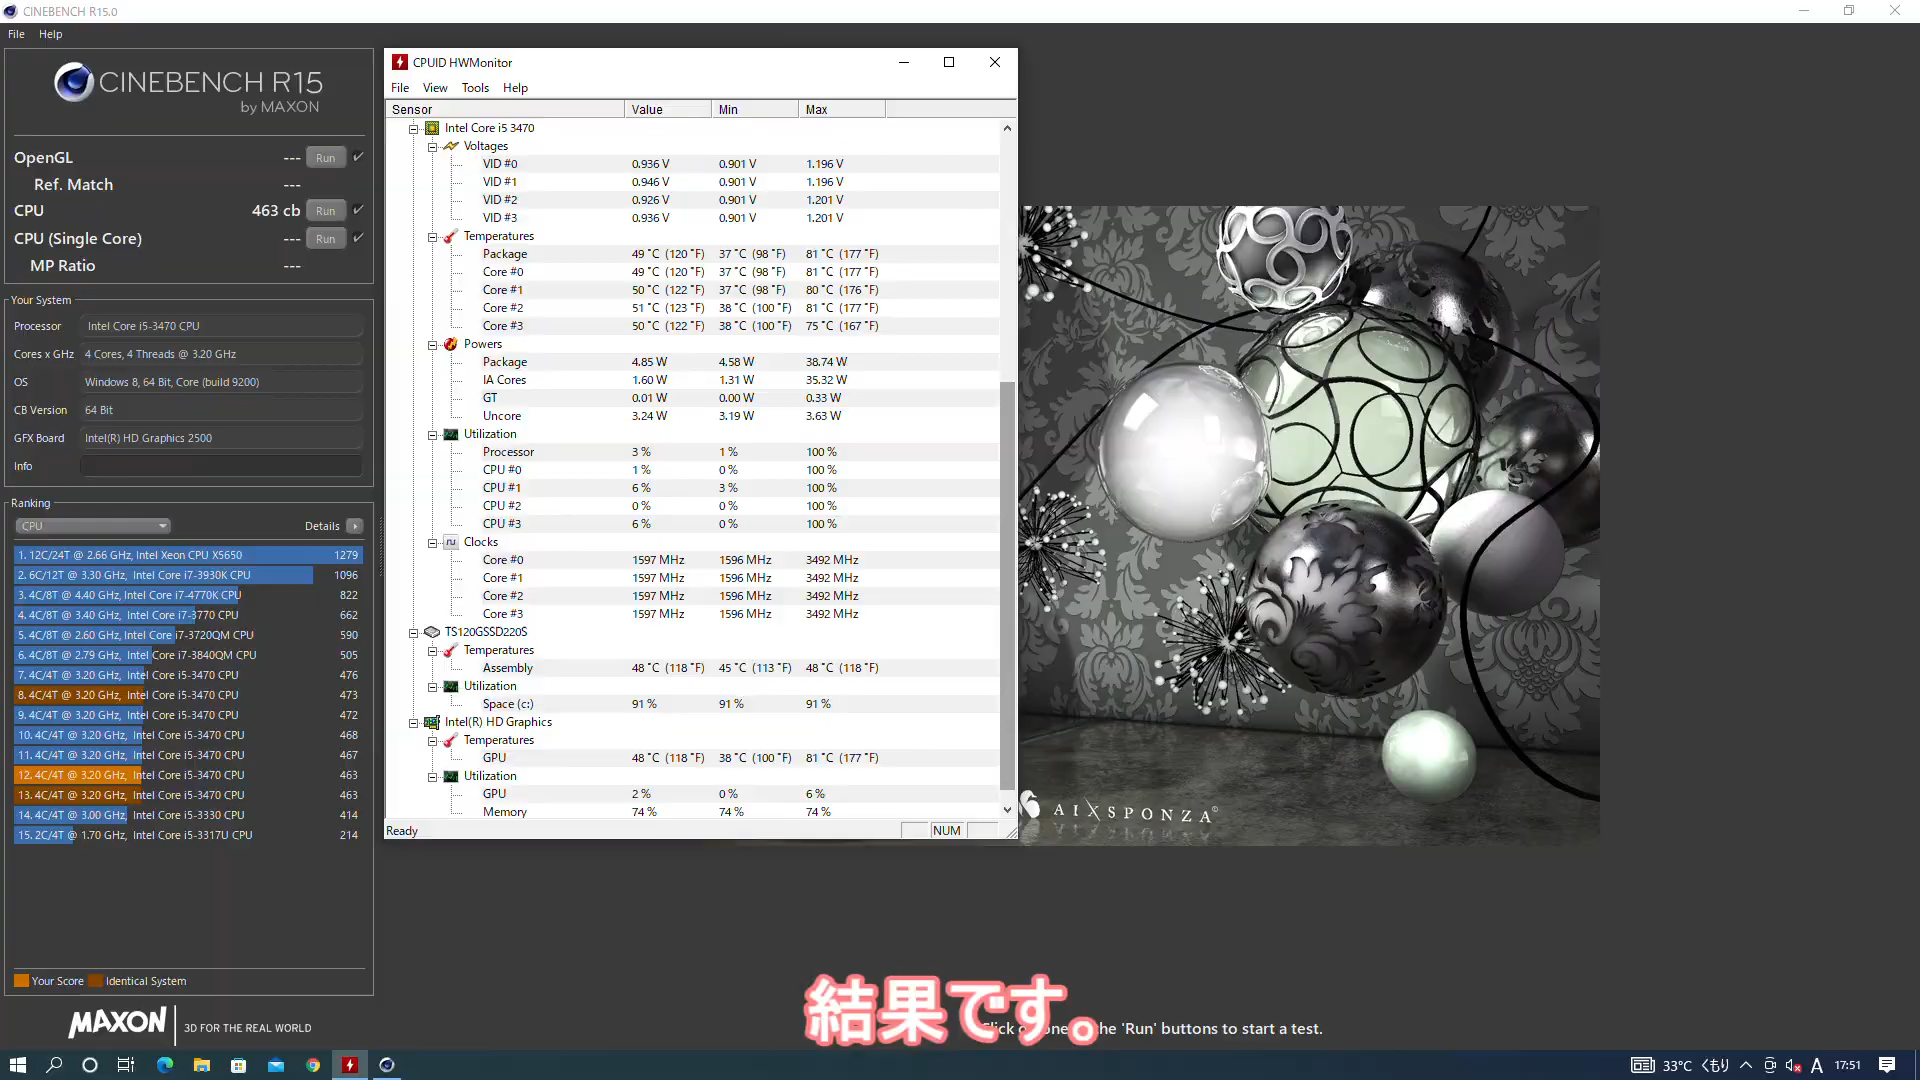 CINEBENCH R15.0
File Help
CINEBENCH R15
by MAXON
OpenGL --- Run
Ref. Match ---
CPU 463 cb Run
CPU (Single Core) --- Run
MP Ratio ---
Your System
Processor Intel Core i5-3470 CPU
Cores x GHz 4 Cores, 4 Threads @ 3.20 GHz
OS Windows 8, 64 Bit, Core (build 9200)
CB Version 64 Bit
GFX Board Intel(R) HD Graphics 2500
Info
Ranking
CPU Details
1. 12C/24T @ 2.66 GHz, Intel Xeon CPU X5650 1279
2. 6C/12T @ 3.30 GHz, Intel Core i7-3930K CPU 1096
3. 4C/8T @ 4.40 GHz, Intel Core i7-4770K CPU 822
4. 4C/8T @ 3.40 GHz, Intel Core i7-3770 CPU 662
5. 4C/8T @ 2.60 GHz, Intel Core i7-3720QM CPU 590
6. 4C/8T @ 2.79 GHz, Intel Core i7-3840QM CPU 505
7. 4C/4T @ 3.20 GHz, Intel Core i5-3470 CPU 476
8. 4C/4T @ 3.20 GHz, Intel Core i5-3470 CPU 473
9. 4C/4T @ 3.20 GHz, Intel Core i5-3470 CPU 472
10. 4C/4T @ 3.20 GHz, Intel Core i5-3470 CPU 468
11. 4C/4T @ 3.20 GHz, Intel Core i5-3470 CPU 467
12. 4C/4T @ 3.20 GHz, Intel Core i5-3470 CPU 463
13. 4C/4T @ 3.20 GHz, Intel Core i5-3470 CPU 463
14. 4C/4T @ 3.00 GHz, Intel Core i5-3330 CPU 414
15. 2C/4T @ 1.70 GHz, Intel Core i5-3317U CPU 214
Your Score Identical System
MAXON 3D FOR THE REAL WORLD
CPUID HWMonitor
File View Tools Help
Sensor Value Min Max
Intel Core i5 3470
Voltages
VID #0 0.936 V 0.901 V 1.196 V
VID #1 0.946 V 0.901 V 1.196 V
VID #2 0.926 V 0.901 V 1.201 V
VID #3 0.936 V 0.901 V 1.201 V
Temperatures
Package 49 °C (120 °F) 37 °C (98 °F) 81 °C (177 °F)
Core #0 49 °C (120 °F) 37 °C (98 °F) 81 °C (177 °F)
Core #1 50 °C (122 °F) 37 °C (98 °F) 80 °C (176 °F)
Core #2 51 °C (123 °F) 38 °C (100 °F) 81 °C (177 °F)
Core #3 50 °C (122 °F) 38 °C (100 °F) 75 °C (167 °F)
Powers
Package 4.85 W 4.58 W 38.74 W
IA Cores 1.60 W 1.31 W 35.32 W
GT 0.01 W 0.00 W 0.33 W
Uncore 3.24 W 3.19 W 3.63 W
Utilization
Processor 3 % 1 % 100 %
CPU #0 1 % 0 % 100 %
CPU #1 6 % 3 % 100 %
CPU #2 0 % 0 % 100 %
CPU #3 6 % 0 % 100 %
Clocks
Core #0 1597 MHz 1596 MHz 3492 MHz
Core #1 1597 MHz 1596 MHz 3492 MHz
Core #2 1597 MHz 1596 MHz 3492 MHz
Core #3 1597 MHz 1596 MHz 3492 MHz
TS120GSSD220S
Temperatures
Assembly 48 °C (118 °F) 45 °C (113 °F) 48 °C (118 °F)
Utilization
Space (c:) 91 % 91 % 91 %
Intel(R) HD Graphics
Temperatures
GPU 48 °C (118 °F) 38 °C (100 °F) 81 °C (177 °F)
Utilization
GPU 2 % 0 % 6 %
Memory 74 % 74 % 74 %
Ready NUM
AIXSPONZA®
結果です。
'Run' buttons to start a test.
33°C くもり A 17:51